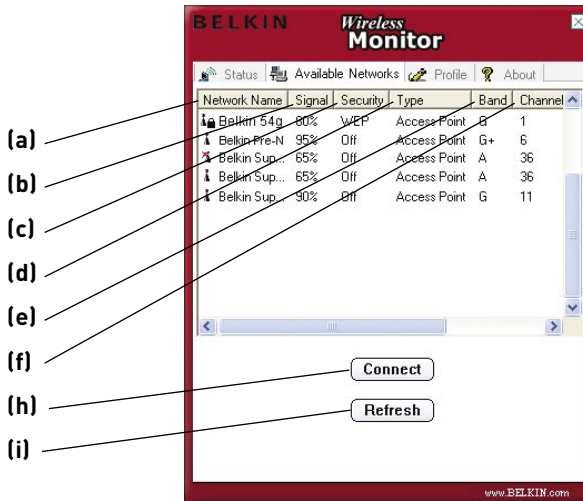 BELKIN Wireless Monitor
Status Available Networks Profile About
Network Name Signal Security Type Band Channel
Belkin 54g 80% WEP Access Point G 1
Belkin Pre-N 95% Off Access Point G+ 6
Belkin Sup... 65% Off Access Point A 36
Belkin Sup... 65% Off Access Point A 36
Belkin Sup... 90% Off Access Point G 11
(a)
(b)
(c)
(d)
(e)
(f)
(h) Connect
(i) Refresh
www.BELKIN.com